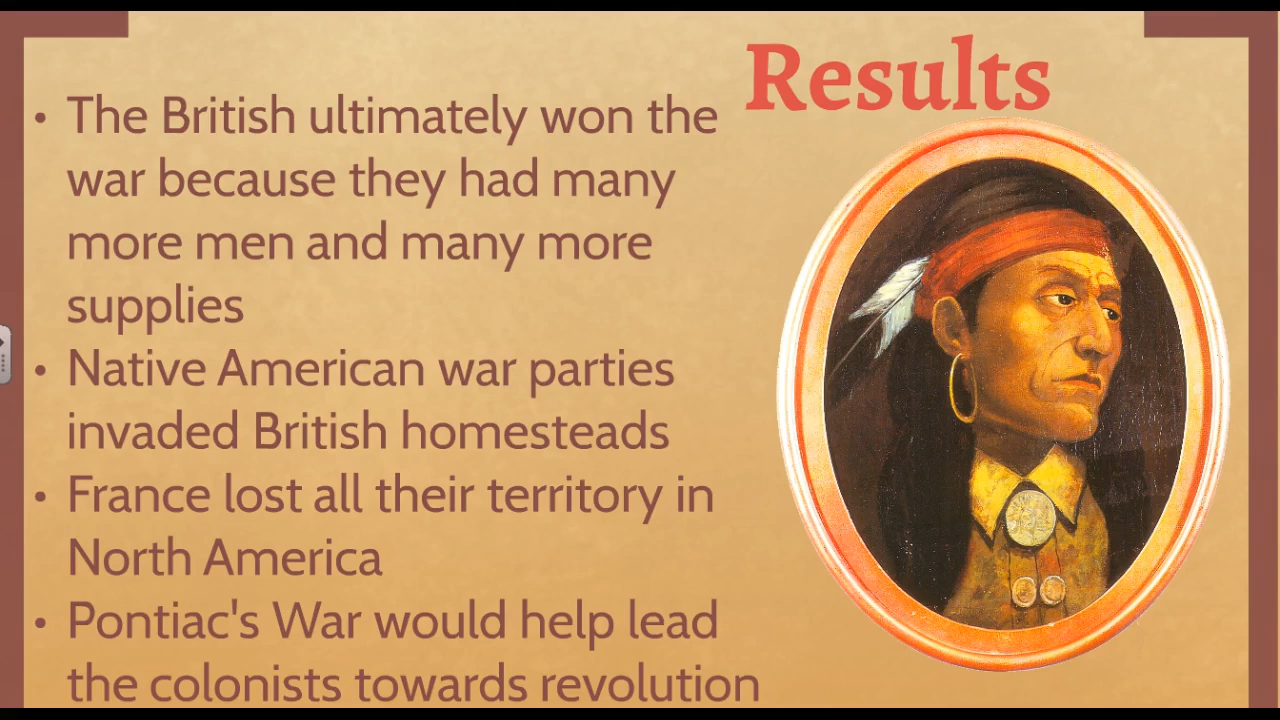 Results
• The British ultimately won the
war because they had many
more men and many more
supplies
• Native American war parties
invaded British homesteads
• France lost all their territory in
North America
• Pontiac's War would help lead
the colonists towards revolution